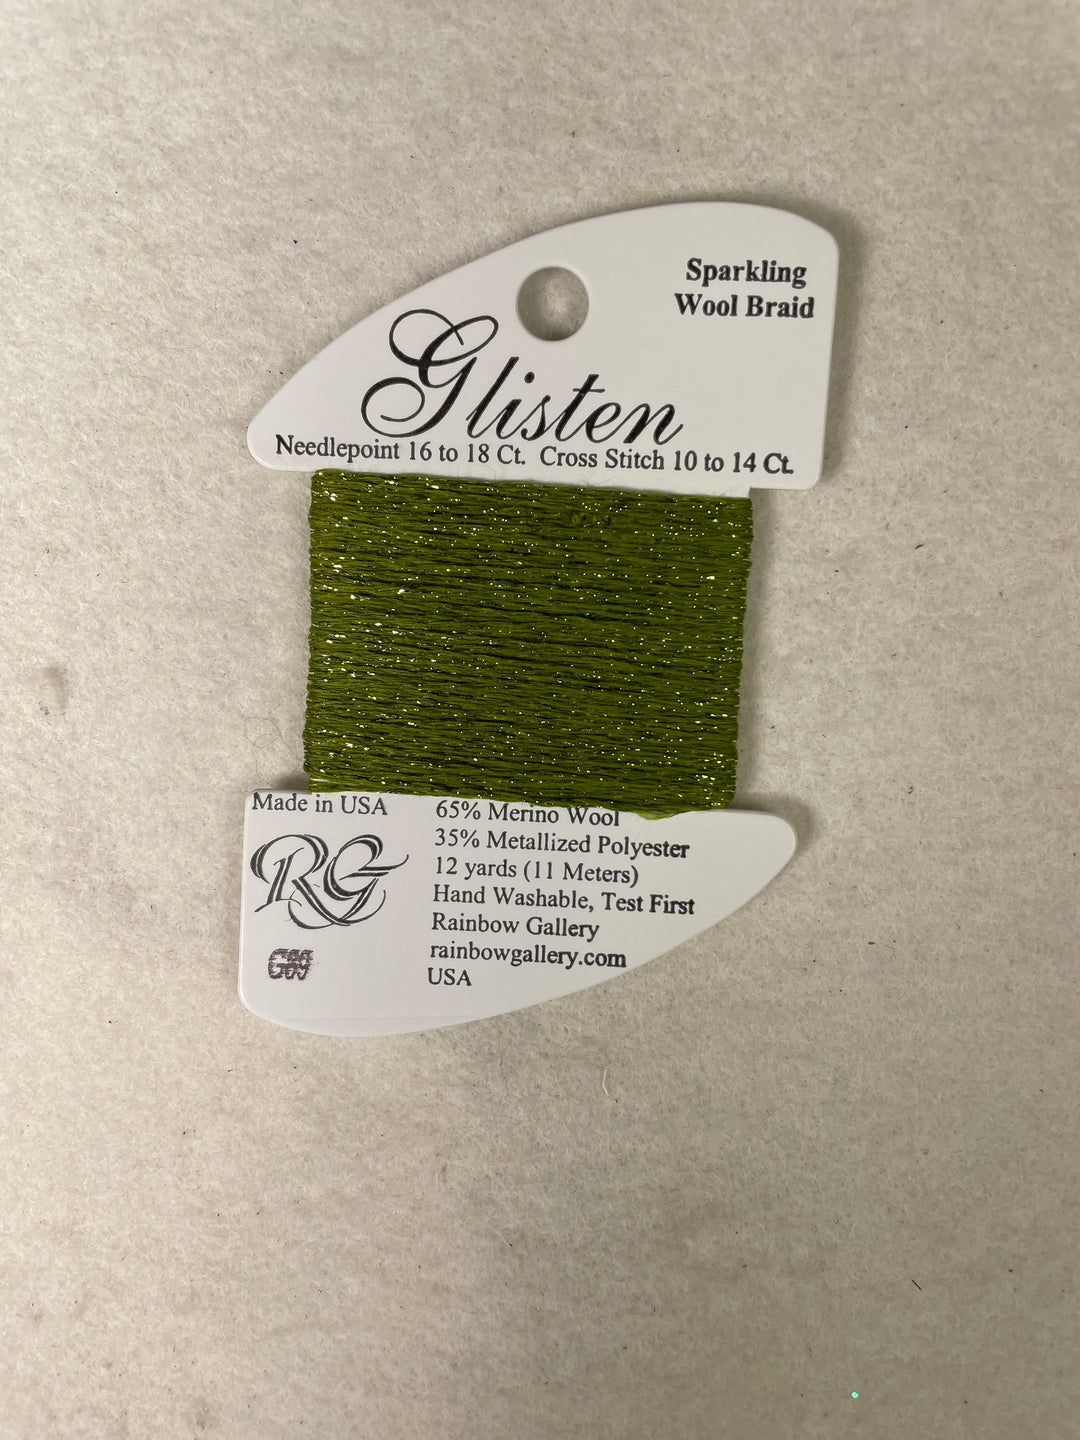 Sparkling
Wool Braid
Glisten
Needlepoint 16 to 18 Ct. Cross Stitch 10 to 14 Ct.
Made in USA
RG
G89
65% Merino Wool
35% Metallized Polyester
12 yards (11 Meters)
Hand Washable, Test First
Rainbow Gallery
rainbowgallery.com
USA